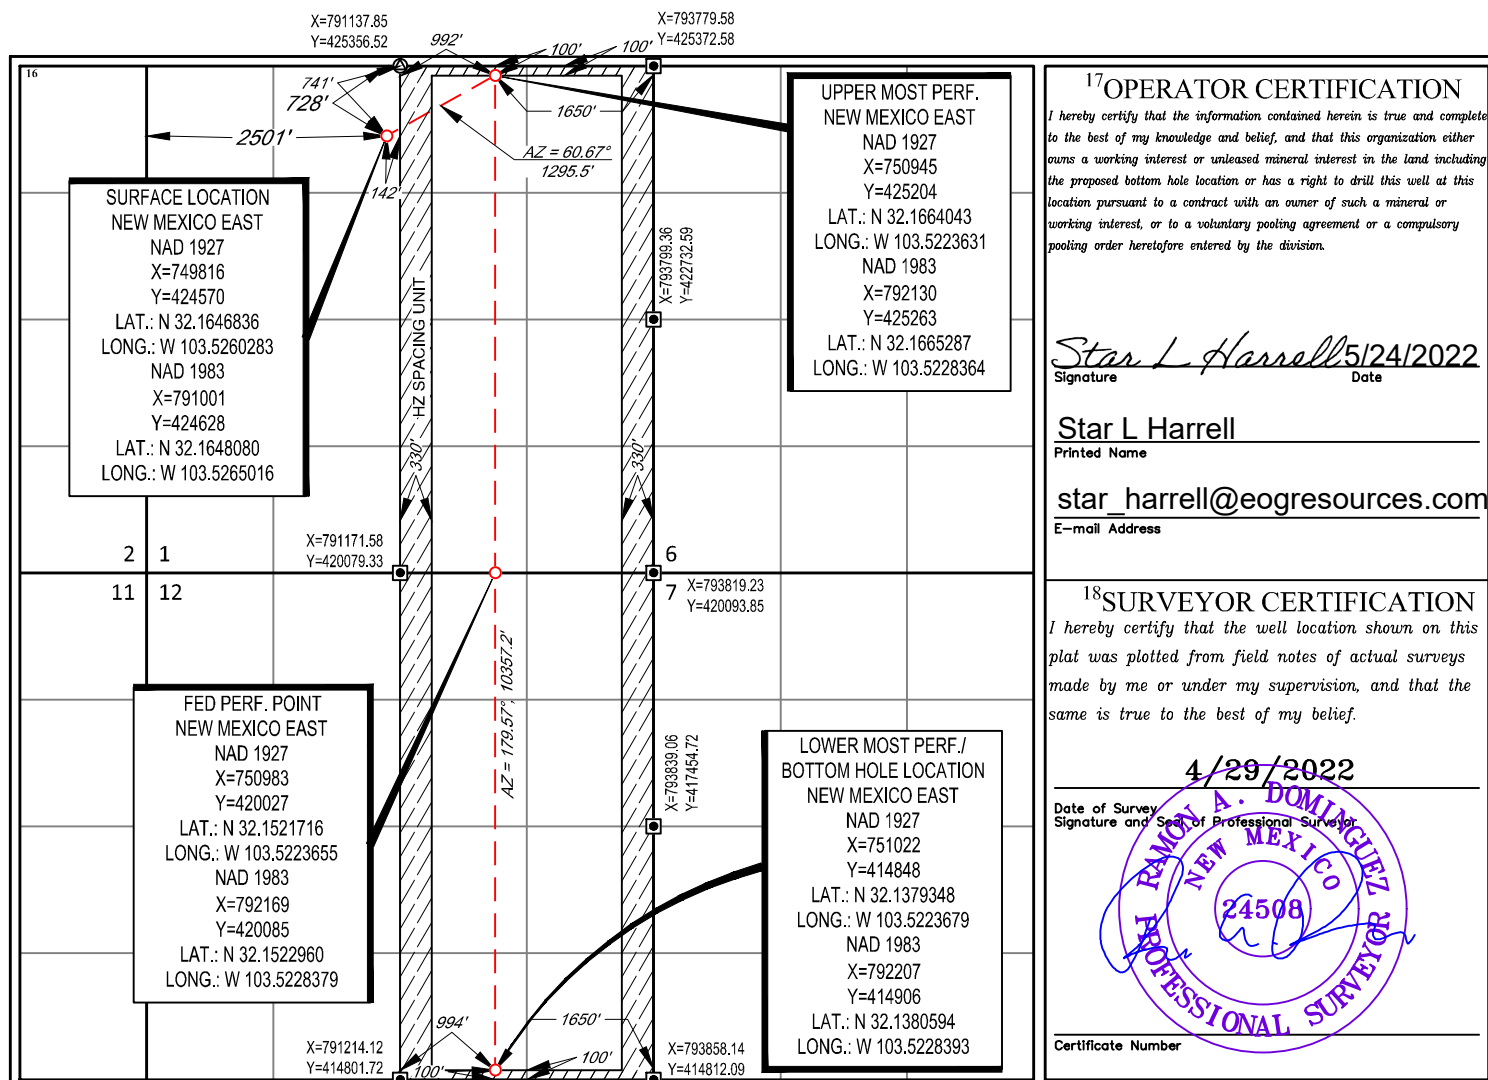 X=791137.85
Y=425356.52
X=793779.58
Y=425372.58
992'
100'
100'
16
741'
728'
1650'
2501'
AZ = 60.67°
1295.5'
142'
SURFACE LOCATION
NEW MEXICO EAST
NAD 1927
X=749816
Y=424570
LAT.: N 32.1646836
LONG.: W 103.5260283
NAD 1983
X=791001
Y=424628
LAT.: N 32.1648080
LONG.: W 103.5265016
UPPER MOST PERF.
NEW MEXICO EAST
NAD 1927
X=750945
Y=425204
LAT.: N 32.1664043
LONG.: W 103.5223631
NAD 1983
X=792130
Y=425263
LAT.: N 32.1665287
LONG.: W 103.5228364
X=793799.36
Y=422732.59
HZ SPACING UNIT
330'
330'
X=791171.58
Y=420079.33
2 1
11 12
6
7
X=793819.23
Y=420093.85
FED PERF. POINT
NEW MEXICO EAST
NAD 1927
X=750983
Y=420027
LAT.: N 32.1521716
LONG.: W 103.5223655
NAD 1983
X=792169
Y=420085
LAT.: N 32.1522960
LONG.: W 103.5228379
AZ = 179.57°, 10357.2'
X=793839.06
Y=417454.72
LOWER MOST PERF./
BOTTOM HOLE LOCATION
NEW MEXICO EAST
NAD 1927
X=751022
Y=414848
LAT.: N 32.1379348
LONG.: W 103.5223679
NAD 1983
X=792207
Y=414906
LAT.: N 32.1380594
LONG.: W 103.5228393
994'
1650'
X=791214.12
Y=414801.72
100'
100'
X=793858.14
Y=414812.09
17OPERATOR CERTIFICATION
I hereby certify that the information contained herein is true and complete
to the best of my knowledge and belief, and that this organization either
owns a working interest or unleased mineral interest in the land including
the proposed bottom hole location or has a right to drill this well at this
location pursuant to a contract with an owner of such a mineral or
working interest, or to a voluntary pooling agreement or a compulsory
pooling order heretofore entered by the division.
Star L Harrell 5/24/2022
Signature Date
Star L Harrell
Printed Name
star_harrell@eogresources.com
E-mail Address
18SURVEYOR CERTIFICATION
I hereby certify that the well location shown on this
plat was plotted from field notes of actual surveys
made by me or under my supervision, and that the
same is true to the best of my belief.
4/29/2022
Date of Survey
Signature and Seal of Professional Surveyor
RAMON A. DOMINGUEZ
NEW MEXICO
24508
PROFESSIONAL SURVEYOR
Certificate Number